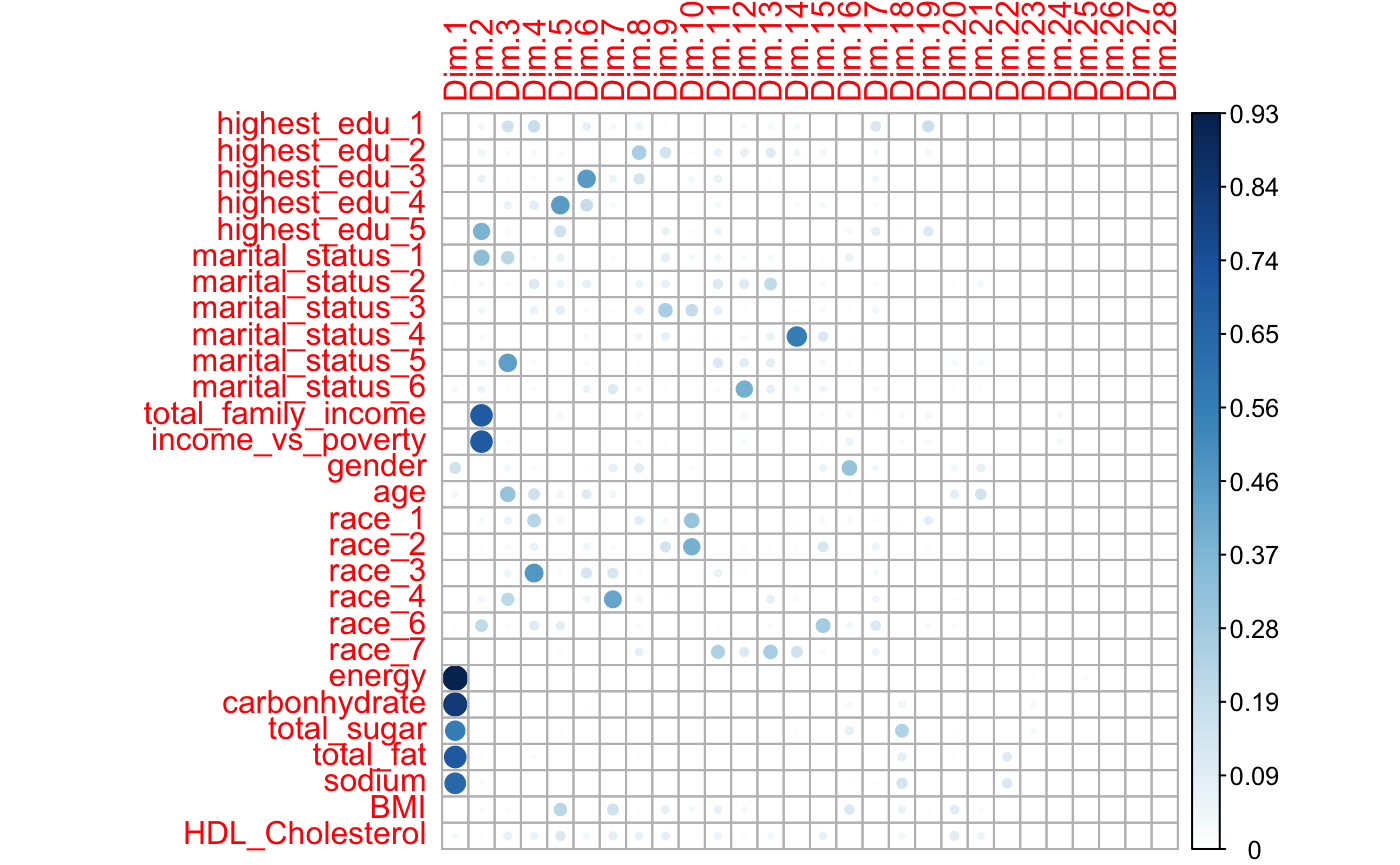 Dim.1
Dim.2
Dim.3
Dim.4
Dim.5
Dim.6
Dim.7
Dim.8
Dim.9
Dim.10
Dim.11
Dim.12
Dim.13
Dim.14
Dim.15
Dim.16
Dim.17
Dim.18
Dim.19
Dim.20
Dim.21
Dim.22
Dim.23
Dim.24
Dim.25
Dim.26
Dim.27
Dim.28
highest_edu_1
highest_edu_2
highest_edu_3
highest_edu_4
highest_edu_5
marital_status_1
marital_status_2
marital_status_3
marital_status_4
marital_status_5
marital_status_6
total_family_income
income_vs_poverty
gender
age
race_1
race_2
race_3
race_4
race_6
race_7
energy
carbonhydrate
total_sugar
total_fat
sodium
BMI
HDL_Cholesterol
0.93
0.84
0.74
0.65
0.56
0.46
0.37
0.28
0.19
0.09
0